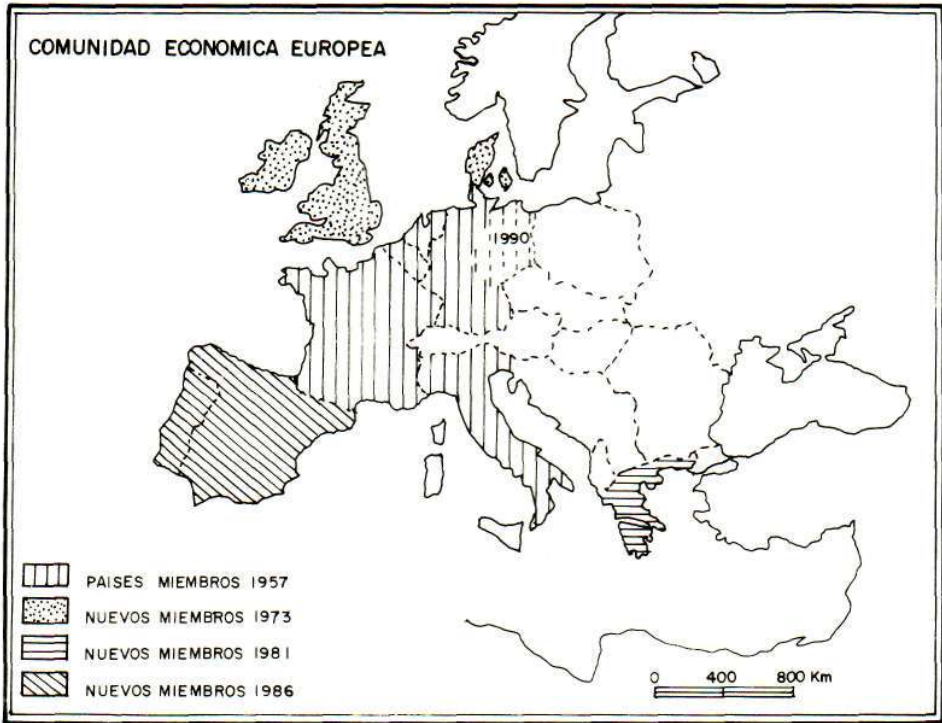 COMUNIDAD ECONOMICA EUROPEA
1990
PAISES MIEMBROS 1957
NUEVOS MIEMBROS 1973
NUEVOS MIEMBROS 1981
NUEVOS MIEMBROS 1986
0 400 800 Km